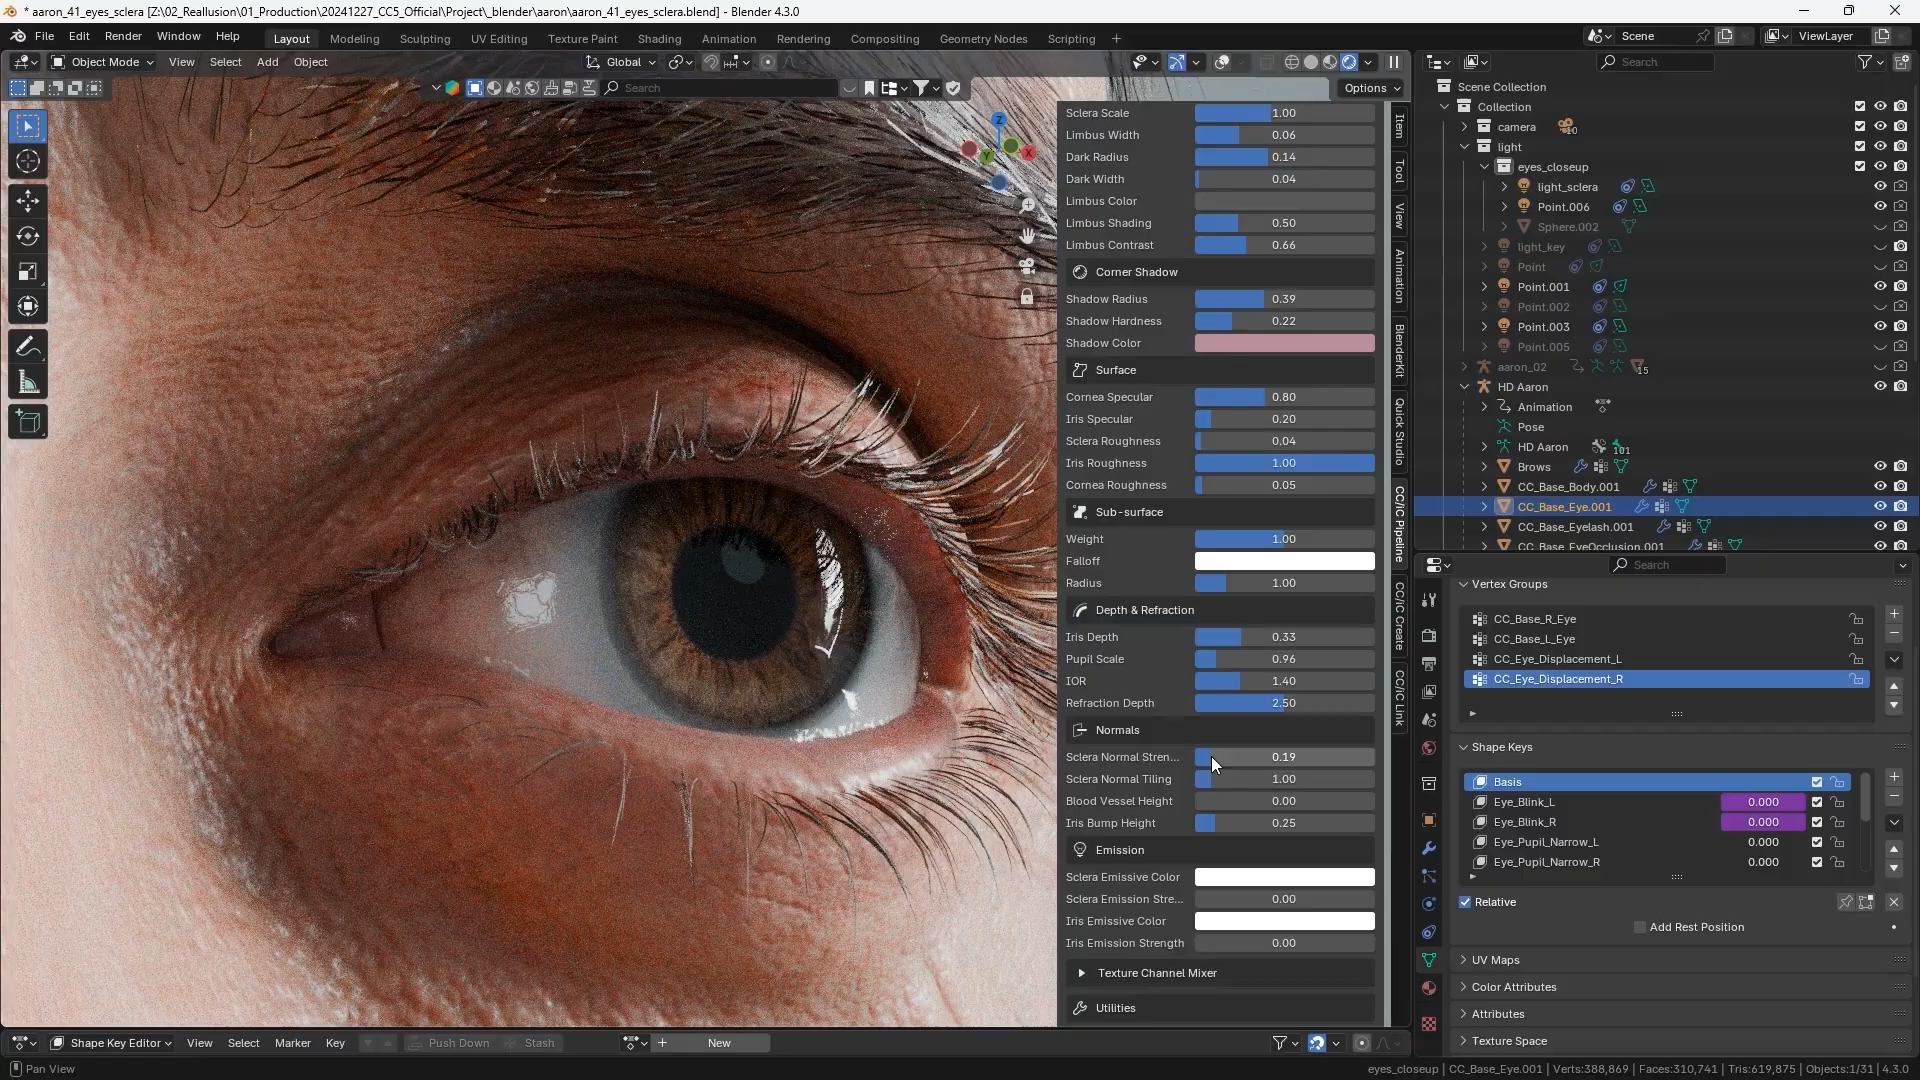 * aaron_41_eyes_sclera [Z:\02_Reallusion\01_Production\20241227_CC5_Official\Project\_blender\aaron\aaron_41_eyes_sclera.blend] - Blender 4.3.0
File Edit Render Window Help Layout Modeling Sculpting UV Editing Texture Paint Shading Animation Rendering Compositing Geometry Nodes Scripting + Scene ViewLayer
Object Mode View Select Add Object Global Search
Search Options
Z
Y
X
Sclera Scale 1.00
Limbus Width 0.06
Dark Radius 0.14
Dark Width 0.04
Limbus Color
Limbus Shading 0.50
Limbus Contrast 0.66
Corner Shadow
Shadow Radius 0.39
Shadow Hardness 0.22
Shadow Color
Surface
Cornea Specular 0.80
Iris Specular 0.20
Sclera Roughness 0.04
Iris Roughness 1.00
Cornea Roughness 0.05
Sub-surface
Weight 1.00
Falloff
Radius 1.00
Depth & Refraction
Iris Depth 0.33
Pupil Scale 0.96
IOR 1.40
Refraction Depth 2.50
Normals
Sclera Normal Stren... 0.19
Sclera Normal Tiling 1.00
Blood Vessel Height 0.00
Iris Bump Height 0.25
Emission
Sclera Emissive Color
Sclera Emission Stre... 0.00
Iris Emissive Color
Iris Emission Strength 0.00
Texture Channel Mixer
Utilities
Item
Tool
View
Animation
BlenderKit
Quick Studio
CC/iC Pipeline
CC/iC Create
CC/iC Link
Scene Collection
Collection
camera 10
light
eyes_closeup
light_sclera
Point.006
Sphere.002
light_key
Point
Point.001
Point.002
Point.003
Point.005
aaron_02 15
HD Aaron
Animation
Pose
HD Aaron 101
Brows
CC_Base_Body.001
CC_Base_Eye.001
CC_Base_Eyelash.001
CC_Base_EyeOcclusion.001
Search
Vertex Groups
CC_Base_R_Eye
CC_Base_L_Eye
CC_Eye_Displacement_L
CC_Eye_Displacement_R
Shape Keys
Basis
Eye_Blink_L 0.000
Eye_Blink_R 0.000
Eye_Pupil_Narrow_L 0.000
Eye_Pupil_Narrow_R 0.000
Relative
Add Rest Position
UV Maps
Color Attributes
Attributes
Texture Space
Shape Key Editor View Select Marker Key Push Down Stash + New
Pan View
eyes_closeup | CC_Base_Eye.001 | Verts:388,869 | Faces:310,741 | Tris:619,875 | Objects:1/31 | 4.3.0